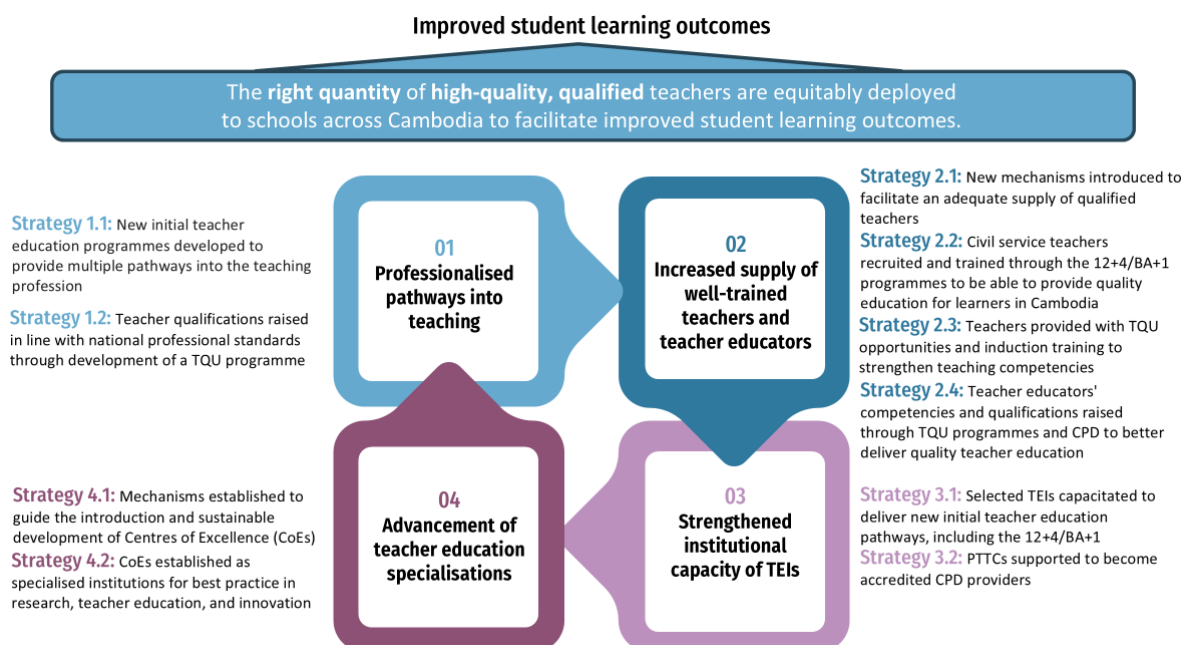 Improved student learning outcomes
The right quantity of high-quality, qualified teachers are equitably deployed
to schools across Cambodia to facilitate improved student learning outcomes.
Strategy 1.1: New initial teacher
education programmes developed to
provide multiple pathways into the teaching
profession
Strategy 1.2: Teacher qualifications raised
in line with national professional standards
through development of a TQU programme
01
Professionalised
pathways into
teaching
02
Increased supply of
well-trained
teachers and
teacher educators
Strategy 2.1: New mechanisms introduced to
facilitate an adequate supply of qualified
teachers
Strategy 2.2: Civil service teachers
recruited and trained through the 12+4/BA+1
programmes to be able to provide quality
education for learners in Cambodia
Strategy 2.3: Teachers provided with TQU
opportunities and induction training to
strengthen teaching competencies
Strategy 2.4: Teacher educators'
competencies and qualifications raised
through TQU programmes and CPD to better
deliver quality teacher education
Strategy 4.1: Mechanisms established to
guide the introduction and sustainable
development of Centres of Excellence (CoEs)
Strategy 4.2: CoEs established as
specialised institutions for best practice in
research, teacher education, and innovation
04
Advancement of
teacher education
specialisations
03
Strengthened
institutional
capacity of TEIs
Strategy 3.1: Selected TEIs capacitated to
deliver new initial teacher education
pathways, including the 12+4/BA+1
Strategy 3.2: PTTCs supported to become
accredited CPD providers